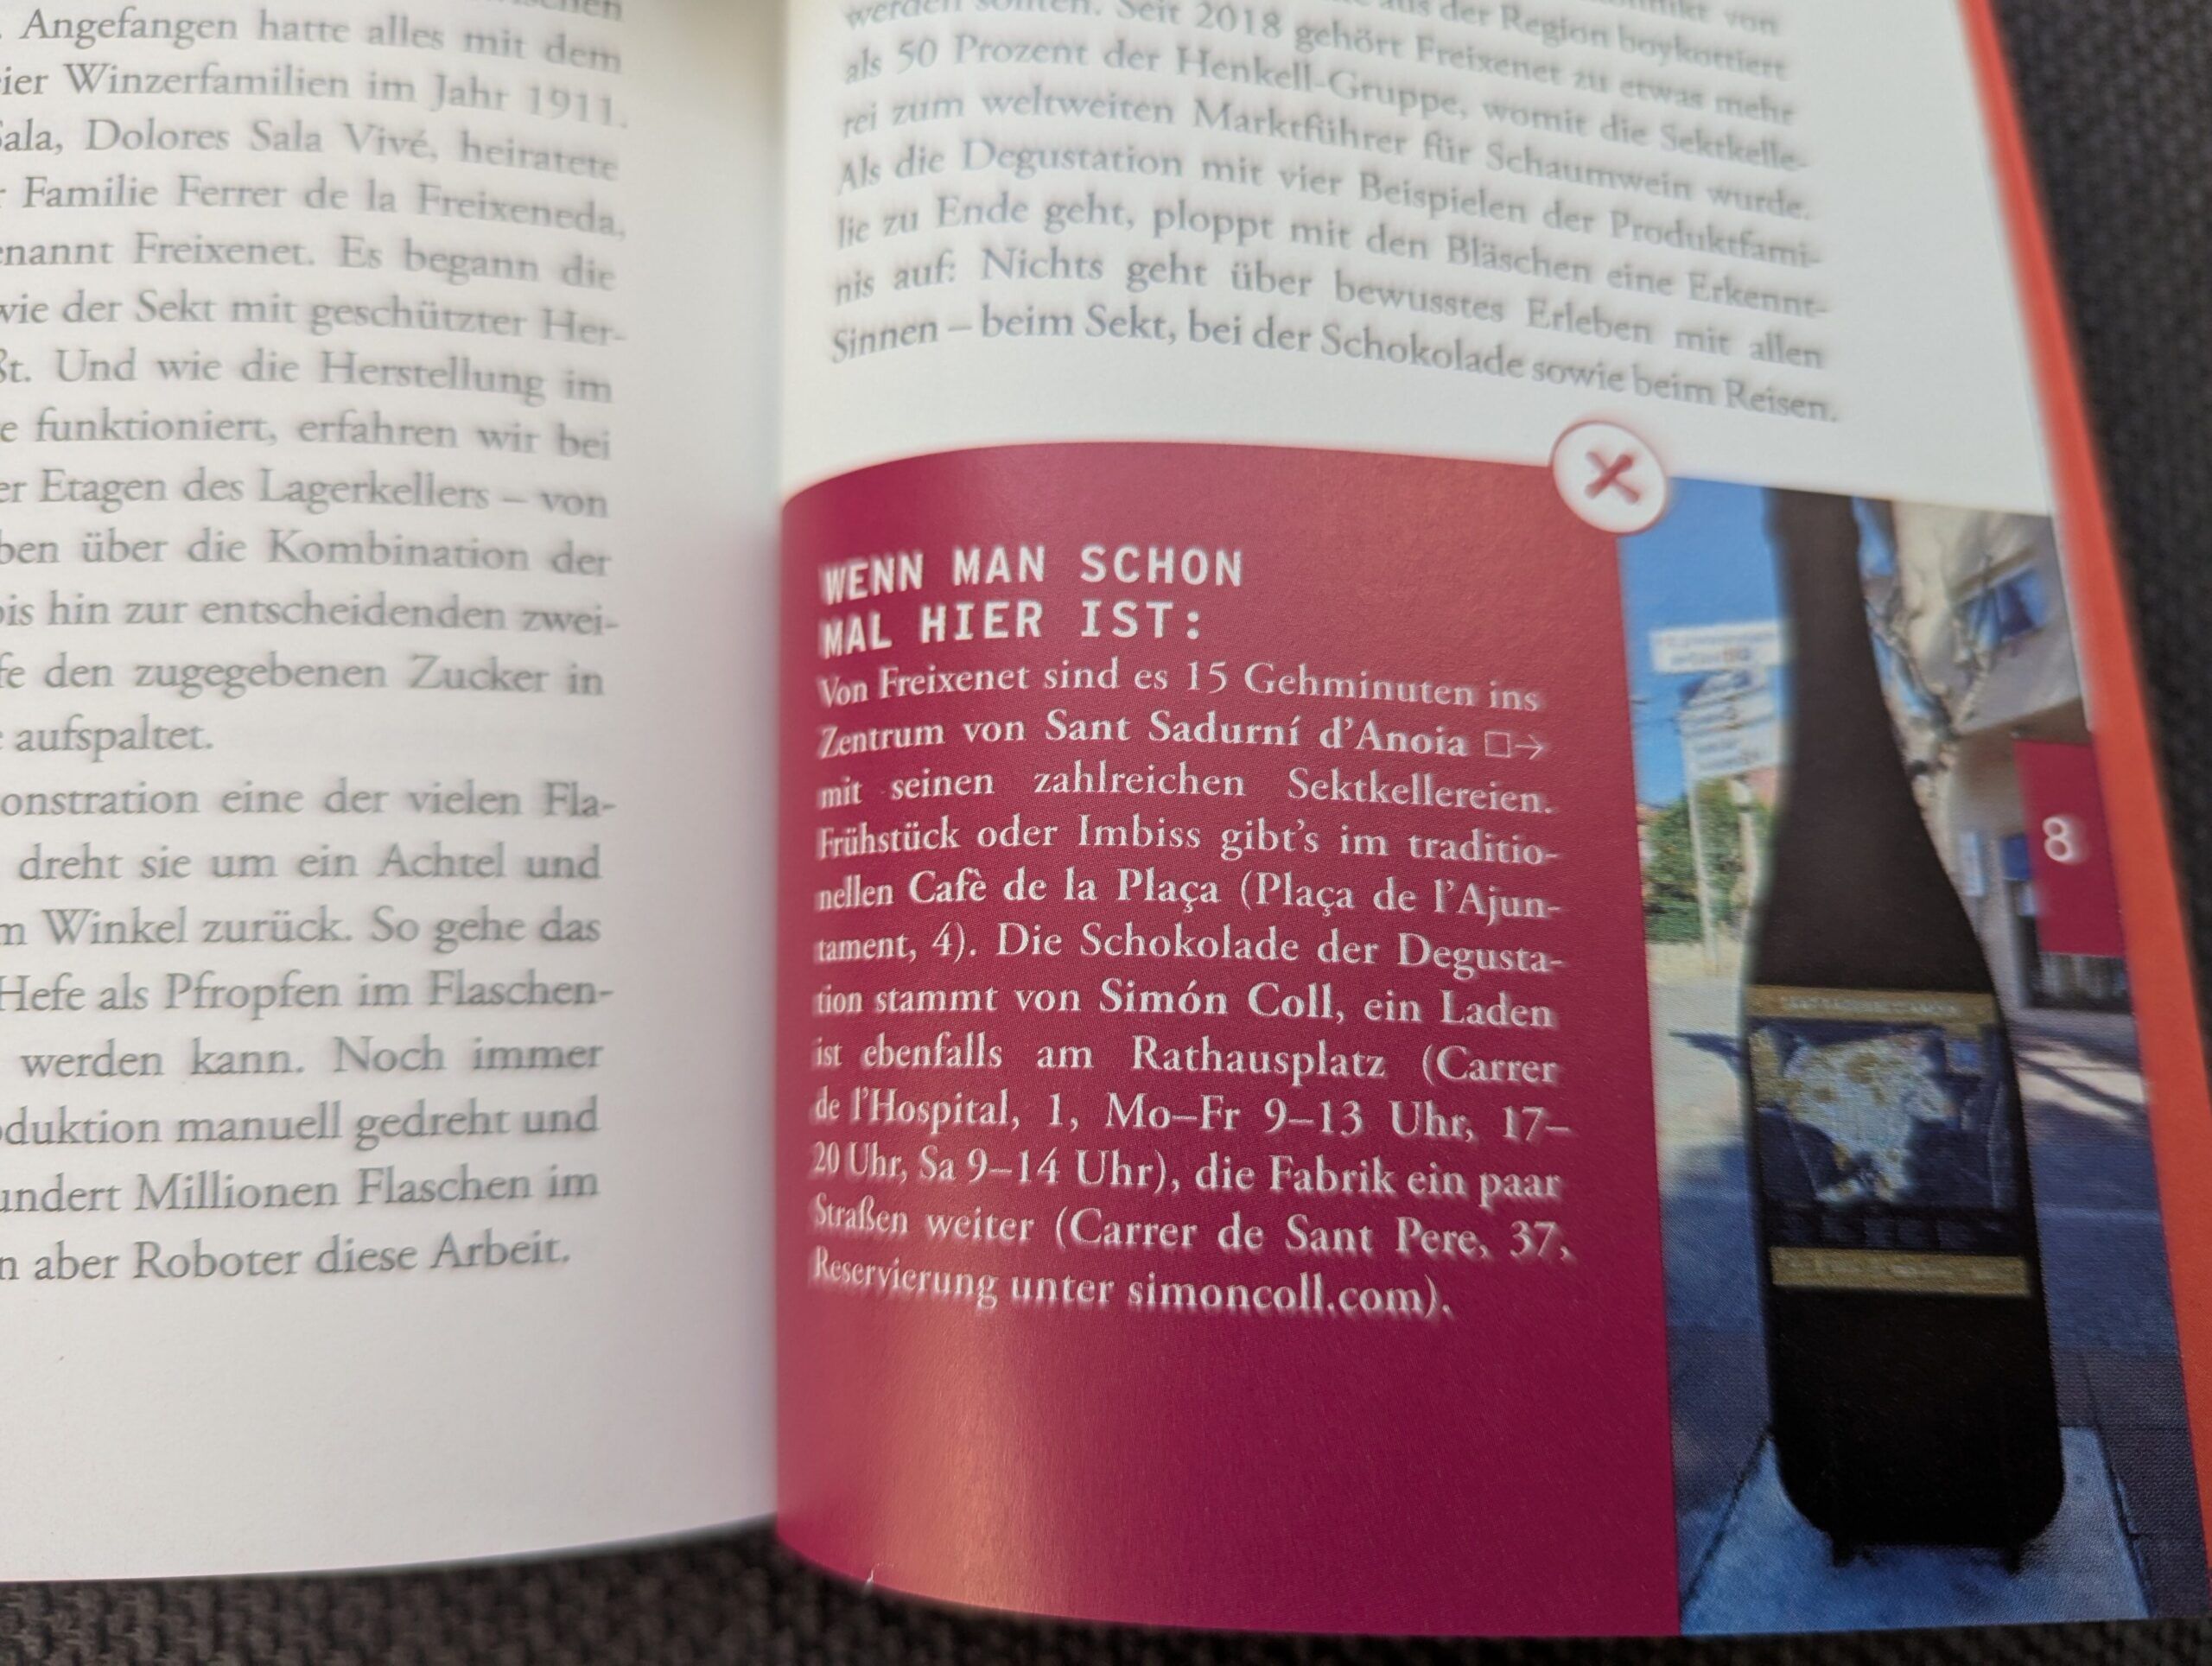 Angefangen hatte alles mit dem
Winzerfamilien im Jahr 1911.
Dolores Sala Vivé, heiratete
Familie Ferrer de la Freixeneda,
Freixenet. Es begann die
der Sekt mit geschützter Her-
Und wie die Herstellung im
funktioniert, erfahren wir bei
Etagen des Lagerkellers – von
über die Kombination der
hin zur entscheidenden zwei-
den zugegebenen Zucker in
aufspaltet.
eine der vielen Fla-
dreht sie um ein Achtel und
Winkel zurück. So gehe das
Hefe als Pfropfen im Flaschen-
werden kann. Noch immer
manuell gedreht und
Millionen Flaschen im
aber Roboter diese Arbeit.
aus der Region boykottiert
werden sollten. Seit 2018 gehört Freixenet zu etwas mehr
als 50 Prozent der Henkell-Gruppe, womit die Sektkelle-
rei zum weltweiten Marktführer für Schaumwein wurde.
Als die Degustation mit vier Beispielen der Produktfami-
lie zu Ende geht, ploppt mit den Bläschen eine Erkennt-
nis auf: Nichts geht über bewusstes Erleben mit allen
Sinnen – beim Sekt, bei der Schokolade sowie beim Reisen.
WENN MAN SCHON
MAL HIER IST:
Von Freixenet sind es 15 Gehminuten ins
Zentrum von Sant Sadurní d'Anoia □→
mit seinen zahlreichen Sektkellereien.
Frühstück oder Imbiss gibt's im traditio-
nellen Cafè de la Plaça (Plaça de l'Ajun-
tament, 4). Die Schokolade der Degusta-
tion stammt von Simón Coll, ein Laden
ist ebenfalls am Rathausplatz (Carrer
de l'Hospital, 1, Mo–Fr 9–13 Uhr, 17–
20 Uhr, Sa 9–14 Uhr), die Fabrik ein paar
Straßen weiter (Carrer de Sant Pere, 37,
Reservierung unter simoncoll.com).
8